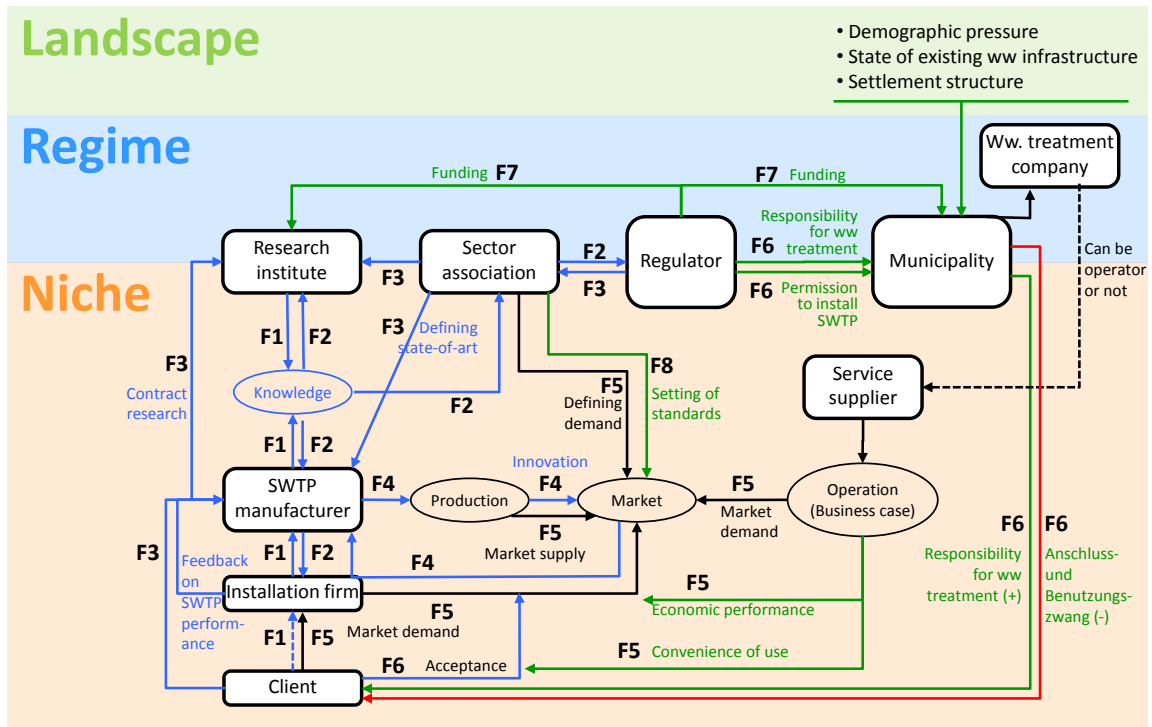 Landscape
• Demographic pressure
• State of existing ww infrastructure
• Settlement structure
Regime
Ww. treatment
company
Funding F7
F7 Funding
Research
institute
Sector
association
Regulator
Municipality
Responsibility
for ww
treatment
F2
F6
F3
F3
F6
Permission
to install
SWTP
Can be
operator
or not
Niche
F1
F2
F3
Defining
state-of-art
F3
Contract
research
Knowledge
F2
F5
Defining
demand
F8
Setting of
standards
Service
supplier
F1
F2
SWTP
manufacturer
F4
Production
Innovation
F4
Market
F5
Market
demand
Operation
(Business case)
F5
Market supply
F3
F1
F2
F4
Feedback
on
SWTP
perform-
ance
Installation firm
F5
Market demand
F5
Economic performance
F6
Responsibility
for ww
treatment (+)
F6
Anschluss-
und
Benutzungs-
zwang (-)
F1
F5
F6
Acceptance
F5 Convenience of use
Client